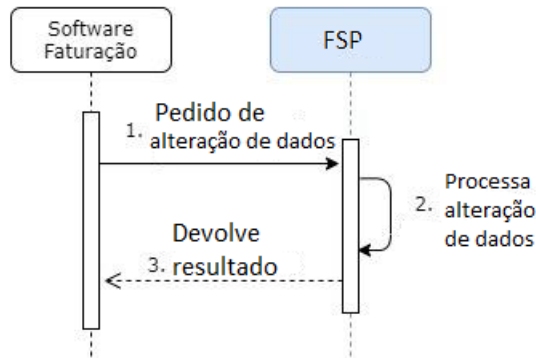 Software
Faturação
FSP
1. Pedido de
alteração de dados
2. Processa
alteração
de dados
3. Devolve
resultado